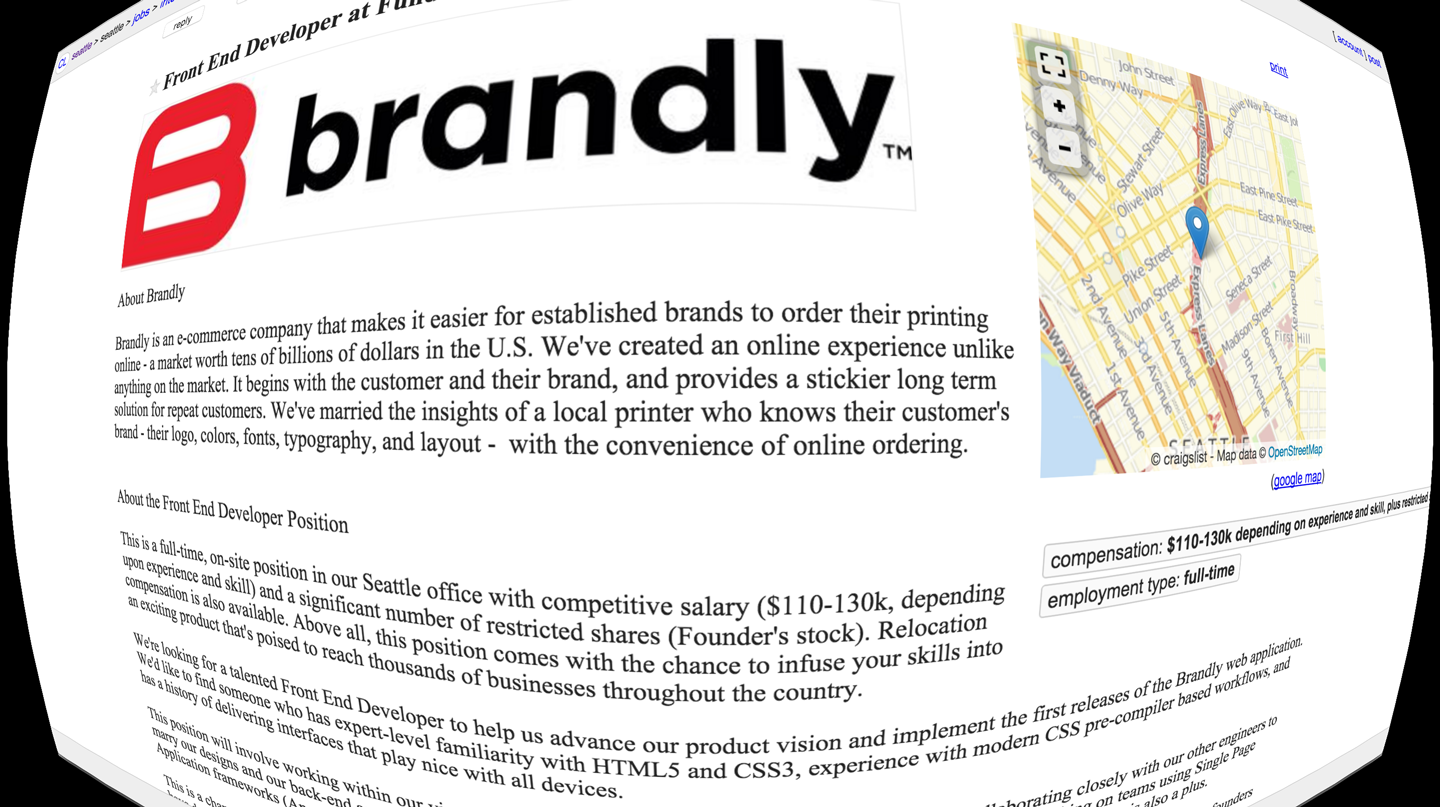 CL seattle > seattle > jobs >
[ account ] post
reply
print
Front End Developer at
brandly™
John Street
Denny Way
East Olive Way
East Jol
Stewart Street
Express Lanes
Olive Way
East Pine Street
East Pike Street
Pike Street
Union Street
Seneca Street
2nd Avenue
5th Avenue
3rd Avenue
1st Avenue
Express Lanes
Madison Street
Boren Avenue
9th Avenue
Broadway
First Hill
Way Viaduct
SEATTLE
© craigslist - Map data © OpenStreetMap
(google map)
About Brandly
Brandly is an e-commerce company that makes it easier for established brands to order their printing
online - a market worth tens of billions of dollars in the U.S. We've created an online experience unlike
anything on the market. It begins with the customer and their brand, and provides a stickier long term
solution for repeat customers. We've married the insights of a local printer who knows their customer's
brand - their logo, colors, fonts, typography, and layout - with the convenience of online ordering.
About the Front End Developer Position
compensation: $110-130k depending on experience and skill, plus restricted
employment type: full-time
This is a full-time, on-site position in our Seattle office with competitive salary ($110-130k, depending
upon experience and skill) and a significant number of restricted shares (Founder's stock). Relocation
compensation is also available. Above all, this position comes with the chance to infuse your skills into
an exciting product that's poised to reach thousands of businesses throughout the country.
We're looking for a talented Front End Developer to help us advance our product vision and implement the first releases of the Brandly web application.
We'd like to find someone who has expert-level familiarity with HTML5 and CSS3, experience with modern CSS pre-compiler based workflows, and
has a history of delivering interfaces that play nice with all devices.
This position will involve working within our closely with our other engineers to
marry our designs and our back-end on teams using Single Page
Application frameworks also a plus.
This is a founders